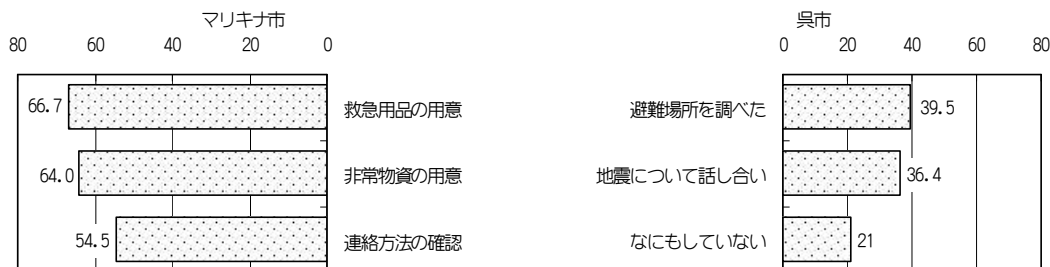 マリキナ市
80 60 40 20 0
66.7 救急用品の用意
64.0 非常物資の用意
54.5 連絡方法の確認
呉市
0 20 40 60 80
避難場所を調べた 39.5
地震について話し合い 36.4
なにもしていない 21